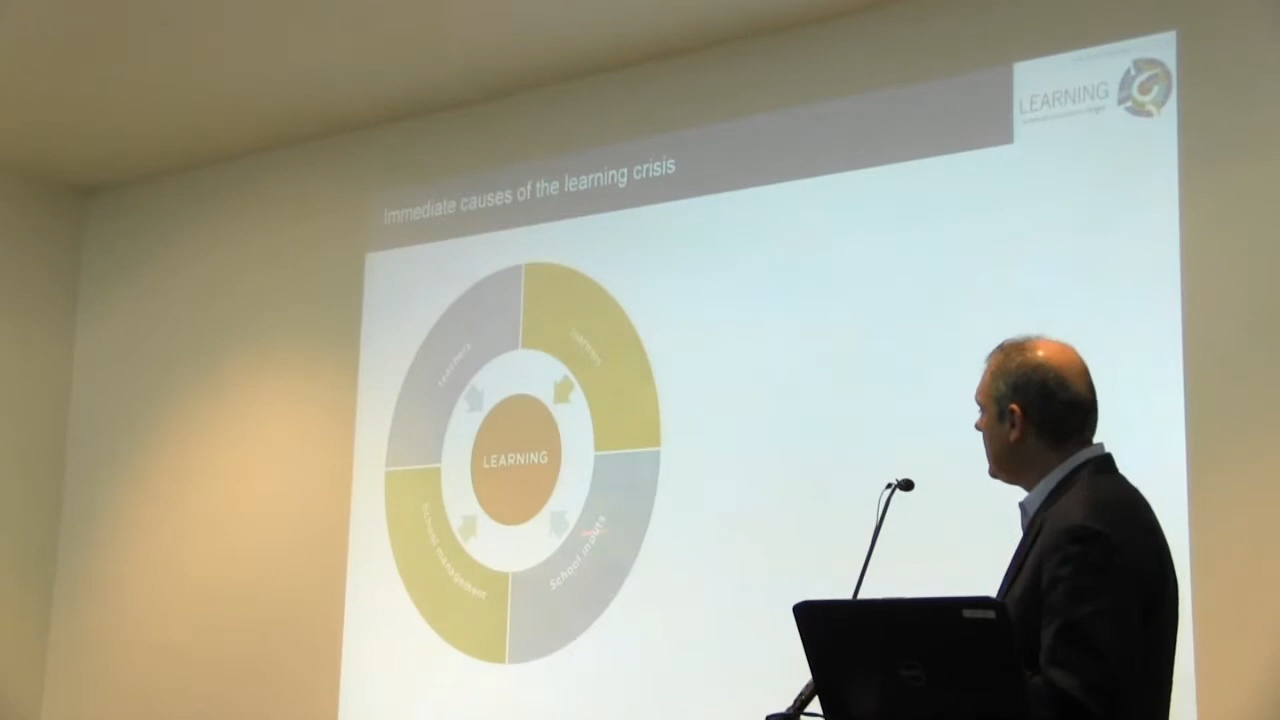 LEARNING
Immediate causes of the learning crisis
teachers
learners
LEARNING
School management
School inputs